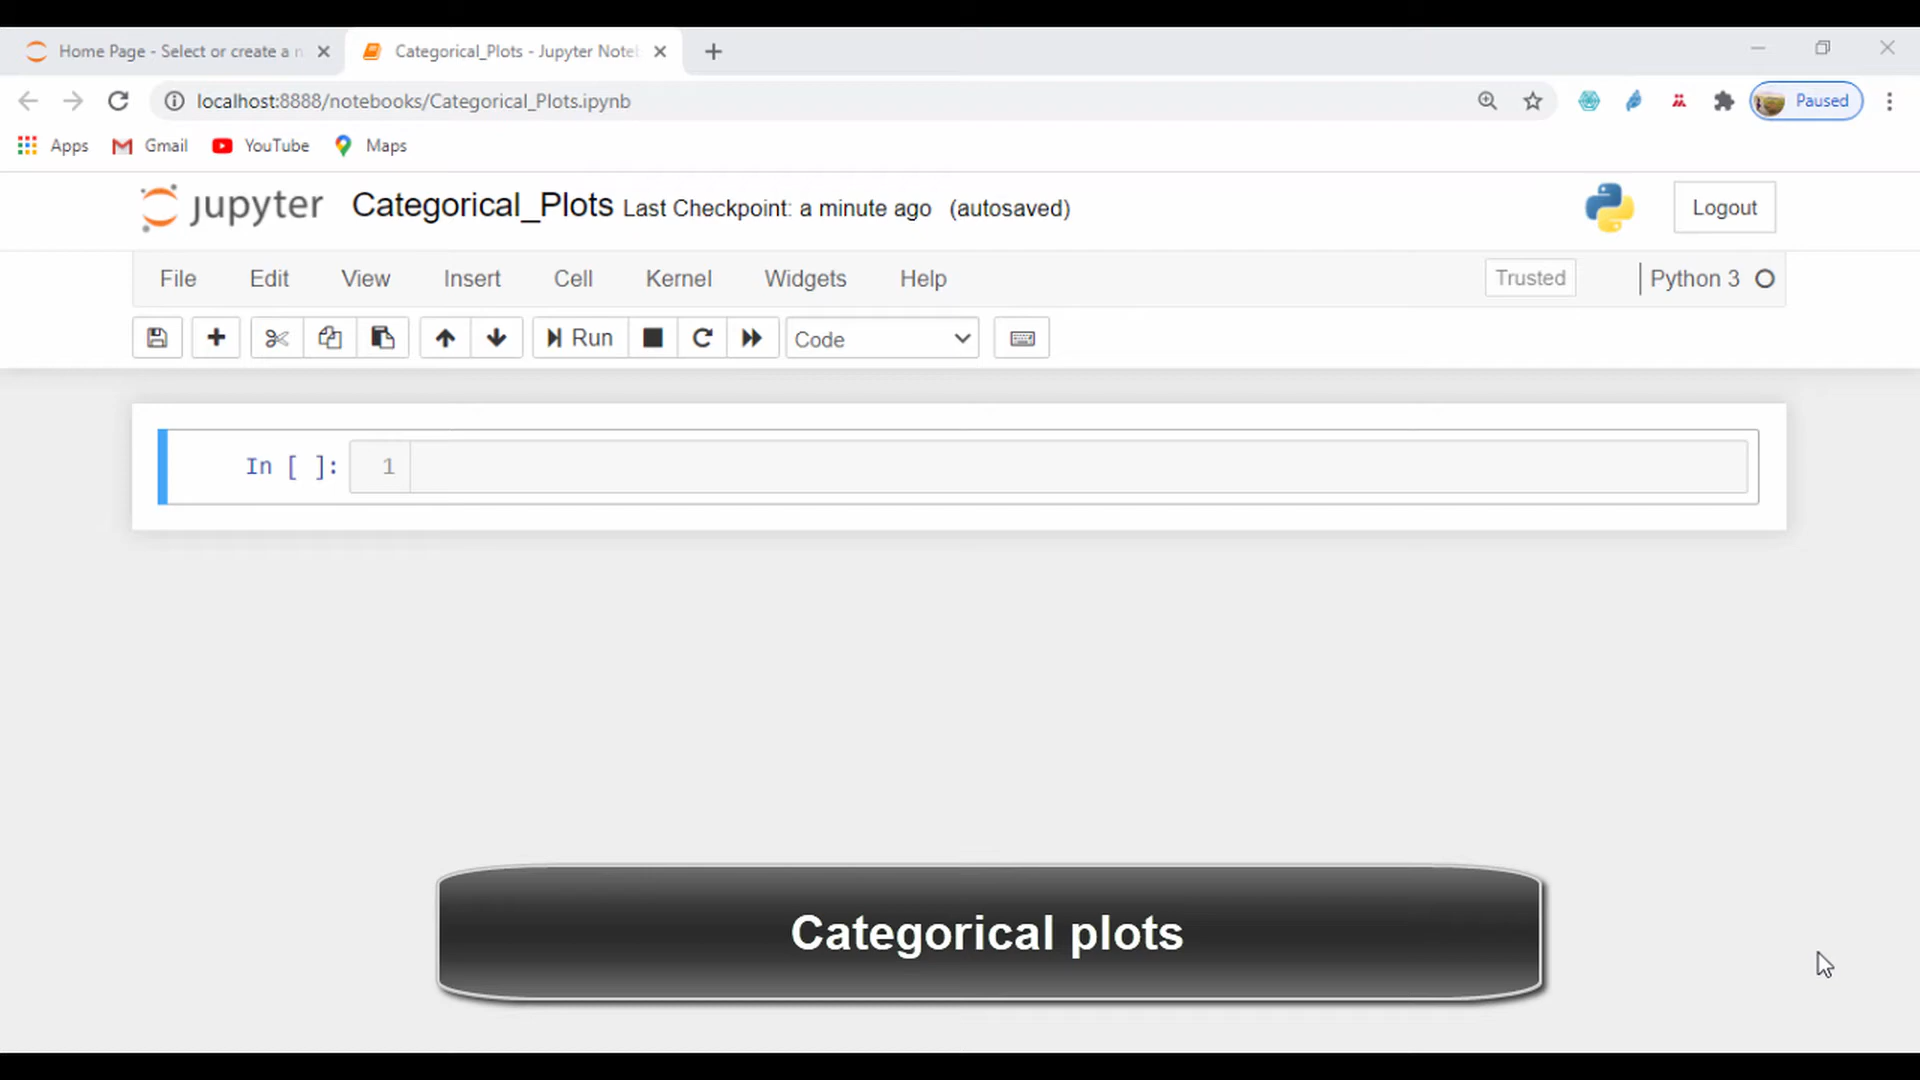 Home Page - Select or create a n
Categorical_Plots - Jupyter Noteb
localhost:8888/notebooks/Categorical_Plots.ipynb
Paused
Apps Gmail YouTube Maps
jupyter Categorical_Plots Last Checkpoint: a minute ago (autosaved)
Logout
File Edit View Insert Cell Kernel Widgets Help
Trusted
Python 3
Run
Code
In [ ]: 1
Categorical plots